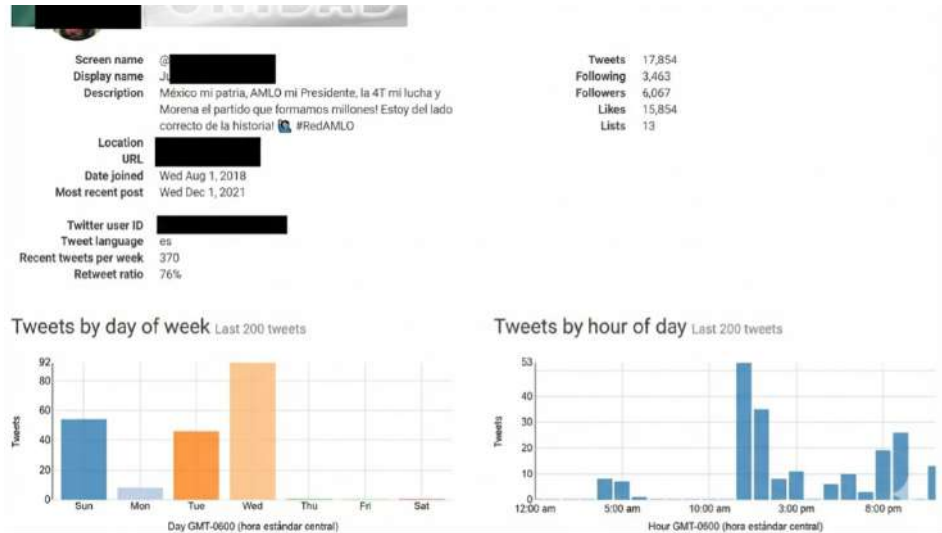 UNIDAD
Screen name @
Display name Ju
Description México mi patria, AMLO mi Presidente, la 4T mi lucha y
Morena el partido que formamos millones! Estoy del lado
correcto de la historia! #RedAMLO
Location
URL
Date joined Wed Aug 1, 2018
Most recent post Wed Dec 1, 2021
Twitter user ID
Tweet language es
Recent tweets per week 370
Retweet ratio 76%
Tweets 17,854
Following 3,463
Followers 6,067
Likes 15,854
Lists 13
Tweets by day of week Last 200 tweets
92
80
60
40
20
0
Tweets
Sun Mon Tue Wed Thu Fri Sat
Day GMT-0600 (hora estándar central)
Tweets by hour of day Last 200 tweets
53
40
30
20
10
0
Tweets
12:00 am 5:00 am 10:00 am 3:00 pm 8:00 pm
Hour GMT-0600 (hora estándar central)